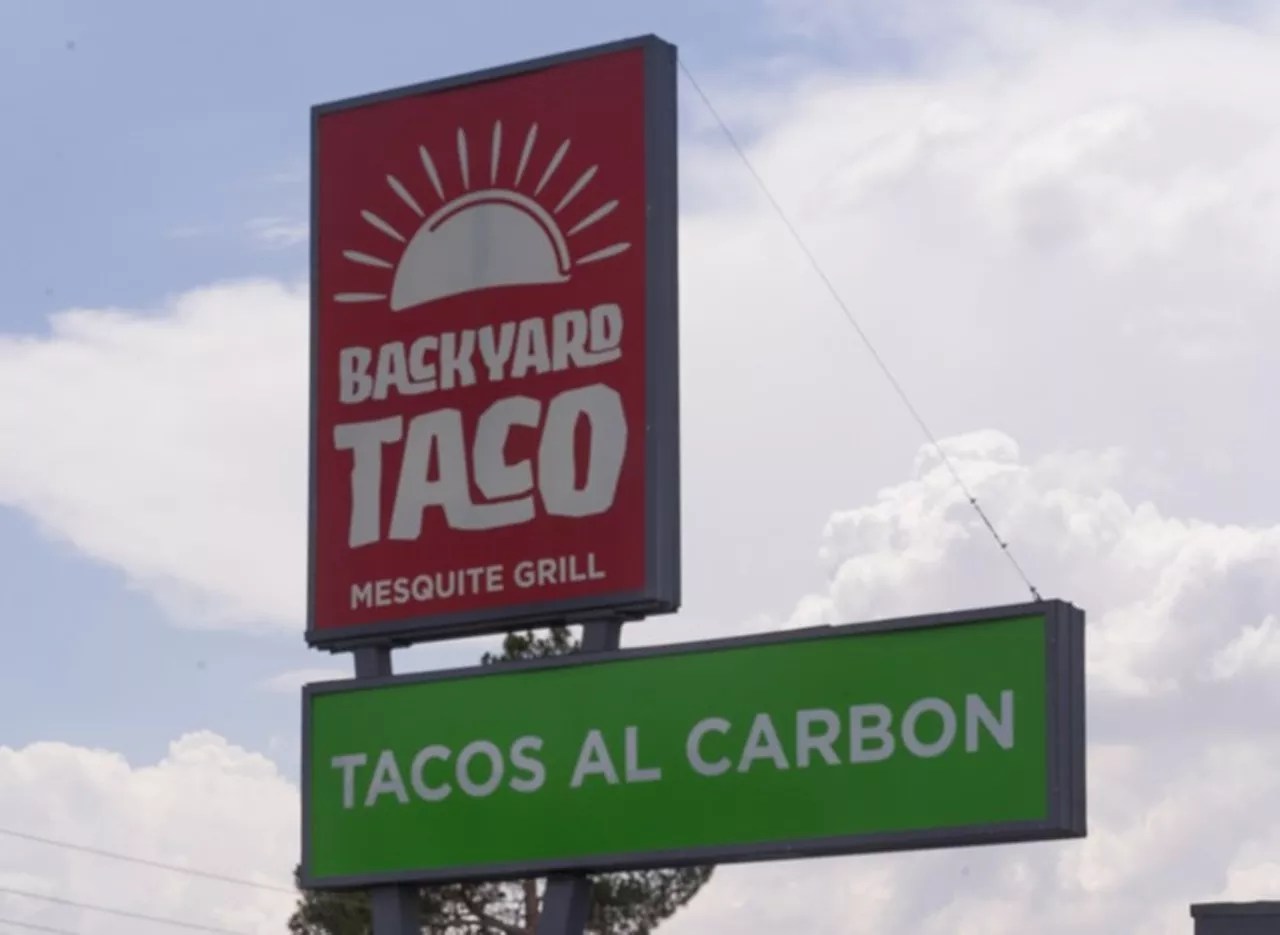 BACKYARD
TACO
MESQUITE GRILL
TACOS AL CARBON